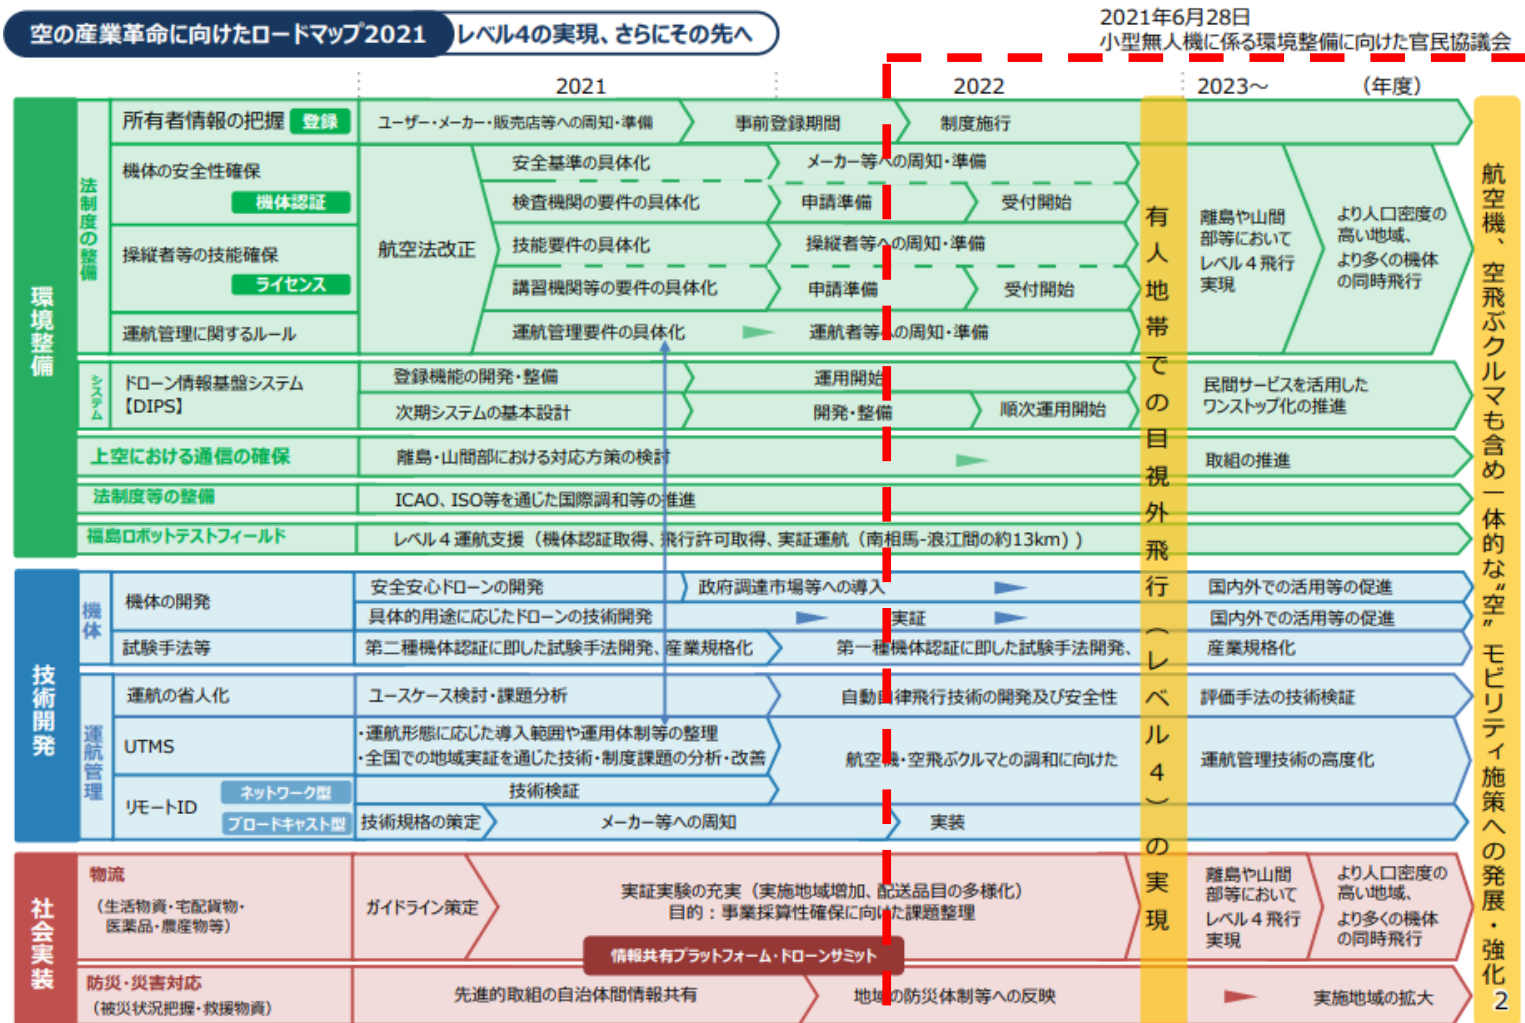 空の産業革命に向けたロードマップ2021
レベル4の実現、さらにその先へ
2021年6月28日
小型無人機に係る環境整備に向けた官民協議会
2021
2022
2023～
（年度）
環境整備
法制度の整備
所有者情報の把握
登録
ユーザー・メーカー・販売店等への周知・準備
事前登録期間
制度施行
機体の安全性確保
機体認証
操縦者等の技能確保
ライセンス
運航管理に関するルール
航空法改正
安全基準の具体化
メーカー等への周知・準備
検査機関の要件の具体化
申請準備
受付開始
技能要件の具体化
操縦者等への周知・準備
講習機関等の要件の具体化
申請準備
受付開始
運航管理要件の具体化
運航者等への周知・準備
離島や山間
部等において
レベル４飛行
実現
より人口密度の
高い地域、
より多くの機体
の同時飛行
システム
ドローン情報基盤システム
【DIPS】
登録機能の開発・整備
運用開始
次期システムの基本設計
開発・整備
順次運用開始
民間サービスを活用した
ワンストップ化の推進
上空における通信の確保
離島・山間部における対応方策の検討
取組の推進
法制度等の整備
ICAO、ISO等を通じた国際調和等の推進
福島ロボットテストフィールド
レベル４運航支援（機体認証取得、飛行許可取得、実証運航（南相馬-浪江間の約13km））
技術開発
機体
機体の開発
安全安心ドローンの開発
政府調達市場等への導入
国内外での活用等の促進
具体的用途に応じたドローンの技術開発
実証
国内外での活用等の促進
試験手法等
第二種機体認証に即した試験手法開発、産業規格化
第一種機体認証に即した試験手法開発、
産業規格化
運航管理
運航の省人化
ユースケース検討・課題分析
自動自律飛行技術の開発及び安全性
評価手法の技術検証
UTMS
・運航形態に応じた導入範囲や運用体制等の整理
・全国での地域実証を通じた技術・制度課題の分析・改善
航空機・空飛ぶクルマとの調和に向けた
運航管理技術の高度化
リモートID
ネットワーク型
技術検証
ブロードキャスト型
技術規格の策定
メーカー等への周知
実装
社会実装
物流
（生活物資・宅配貨物・
医薬品・農産物等）
ガイドライン策定
実証実験の充実（実施地域増加、配送品目の多様化）
目的：事業採算性確保に向けた課題整理
離島や山間
部等において
レベル４飛行
実現
より人口密度の
高い地域、
より多くの機体
の同時飛行
情報共有プラットフォーム・ドローンサミット
防災・災害対応
（被災状況把握・救援物資）
先進的取組の自治体間情報共有
地域の防災体制等への反映
実施地域の拡大
有人地帯での目視外飛行（レベル４）の実現
航空機、空飛ぶクルマも含め一体的な“空”モビリティ施策への発展・強化
2